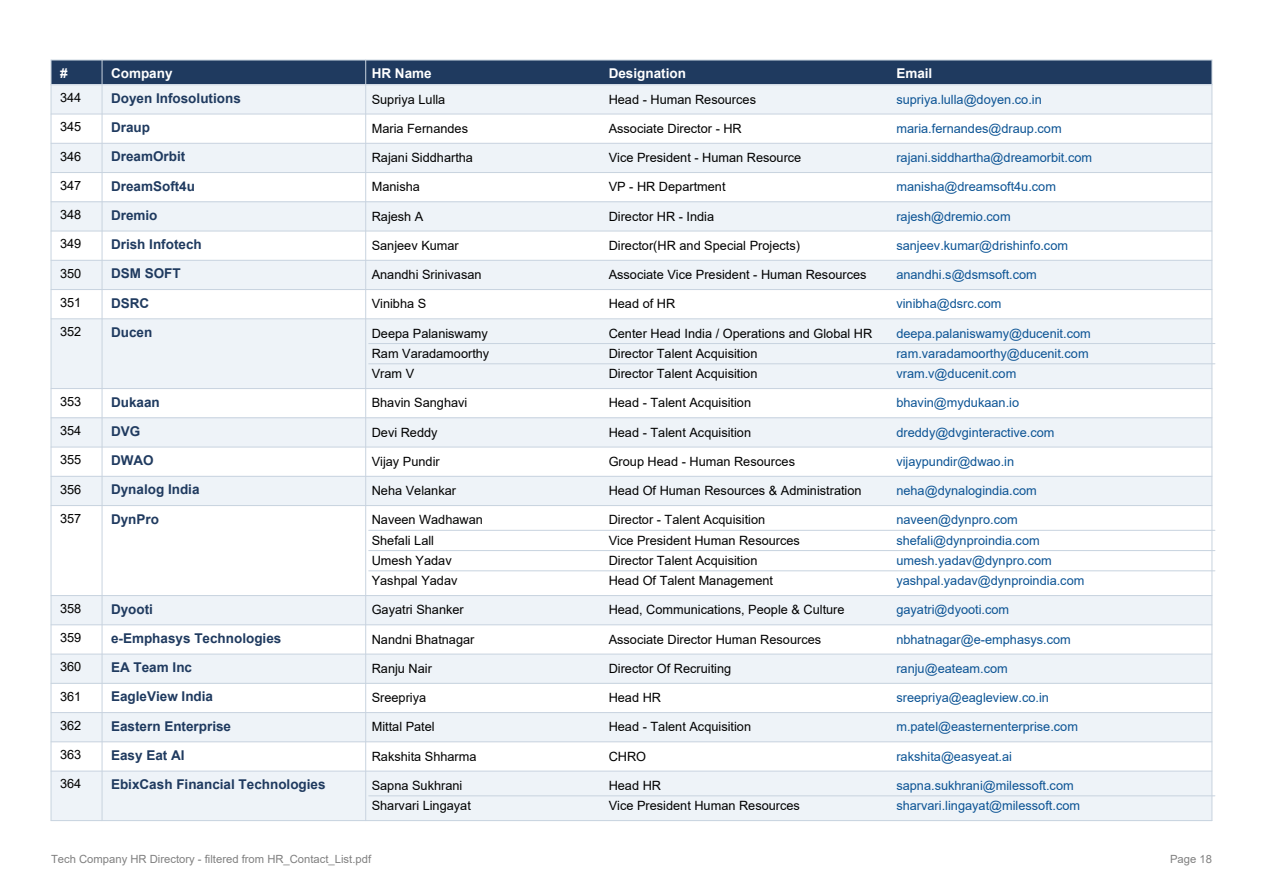 # Company HR Name Designation Email
344 Doyen Infosolutions Supriya Lulla Head - Human Resources supriya.lulla@doyen.co.in
345 Draup Maria Fernandes Associate Director - HR maria.fernandes@draup.com
346 DreamOrbit Rajani Siddhartha Vice President - Human Resource rajani.siddhartha@dreamorbit.com
347 DreamSoft4u Manisha VP - HR Department manisha@dreamsoft4u.com
348 Dremio Rajesh A Director HR - India rajesh@dremio.com
349 Drish Infotech Sanjeev Kumar Director(HR and Special Projects) sanjeev.kumar@drishinfo.com
350 DSM SOFT Anandhi Srinivasan Associate Vice President - Human Resources anandhi.s@dsmsoft.com
351 DSRC Vinibha S Head of HR vinibha@dsrc.com
352 Ducen Deepa Palaniswamy Center Head India / Operations and Global HR deepa.palaniswamy@ducenit.com
Ram Varadamoorthy Director Talent Acquisition ram.varadamoorthy@ducenit.com
Vram V Director Talent Acquisition vram.v@ducenit.com
353 Dukaan Bhavin Sanghavi Head - Talent Acquisition bhavin@mydukaan.io
354 DVG Devi Reddy Head - Talent Acquisition dreddy@dvginteractive.com
355 DWAO Vijay Pundir Group Head - Human Resources vijaypundir@dwao.in
356 Dynalog India Neha Velankar Head Of Human Resources & Administration neha@dynalogindia.com
357 DynPro Naveen Wadhawan Director - Talent Acquisition naveen@dynpro.com
Shefali Lall Vice President Human Resources shefali@dynproindia.com
Umesh Yadav Director Talent Acquisition umesh.yadav@dynpro.com
Yashpal Yadav Head Of Talent Management yashpal.yadav@dynproindia.com
358 Dyooti Gayatri Shanker Head, Communications, People & Culture gayatri@dyooti.com
359 e-Emphasys Technologies Nandni Bhatnagar Associate Director Human Resources nbhatnagar@e-emphasys.com
360 EA Team Inc Ranju Nair Director Of Recruiting ranju@eateam.com
361 EagleView India Sreepriya Head HR sreepriya@eagleview.co.in
362 Eastern Enterprise Mittal Patel Head - Talent Acquisition m.patel@easternenterprise.com
363 Easy Eat AI Rakshita Shharma CHRO rakshita@easyeat.ai
364 EbixCash Financial Technologies Sapna Sukhrani Head HR sapna.sukhrani@milessoft.com
Sharvari Lingayat Vice President Human Resources sharvari.lingayat@milessoft.com
Tech Company HR Directory - filtered from HR_Contact_List.pdf Page 18